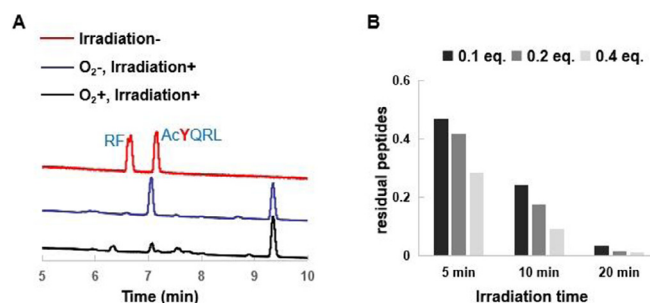 A
Irradiation-
O₂-, Irradiation+
O₂+, Irradiation+
RF
AcYQRL
5 6 7 8 9 10
Time (min)
B
0.1 eq. 0.2 eq. 0.4 eq.
residual peptides
0.6
0.4
0.2
0
5 min 10 min 20 min
Irradiation time